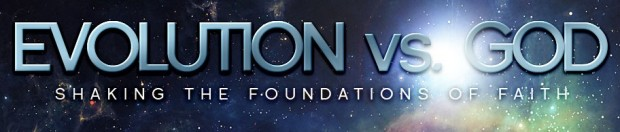 EVOLUTION vs. GOD
SHAKING THE FOUNDATIONS OF FAITH